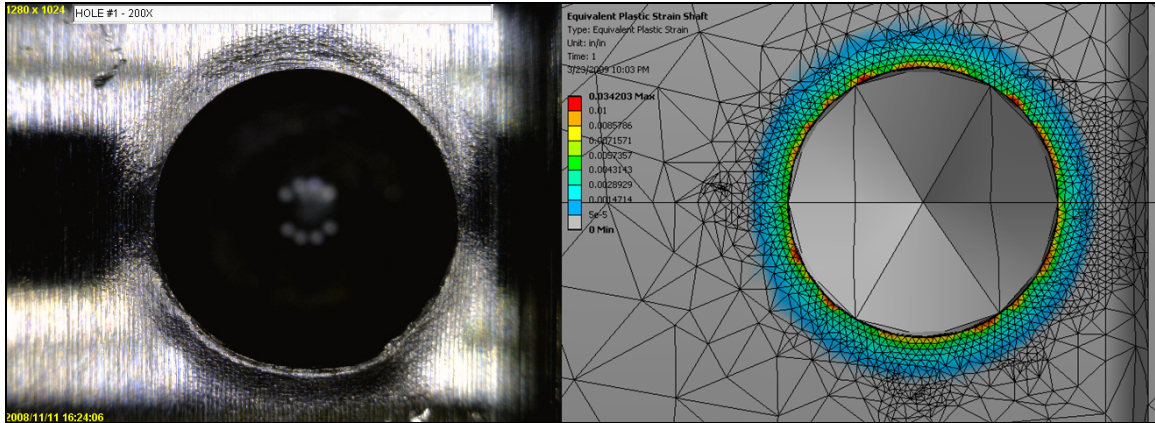 1280 x 1024
HOLE #1 - 200X
2008/11/11 16:24:06
Equivalent Plastic Strain Shaft
Type: Equivalent Plastic Strain
Unit: in/in
Time: 1
3/23/2009 10:03 PM
0.034203 Max
0.01
0.0085786
0.0071571
0.0057357
0.0043143
0.0028929
0.0014714
5e-5
0 Min